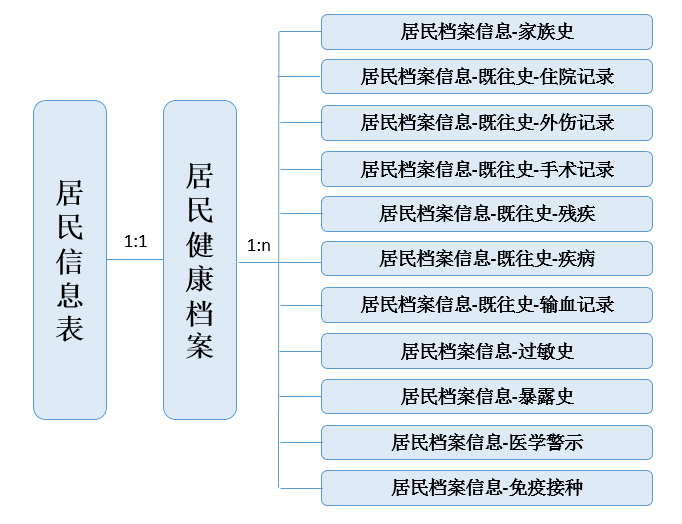 居民信息表
1:1
居民健康档案
1:n
居民档案信息-家族史
居民档案信息-既往史-住院记录
居民档案信息-既往史-外伤记录
居民档案信息-既往史-手术记录
居民档案信息-既往史-残疾
居民档案信息-既往史-疾病
居民档案信息-既往史-输血记录
居民档案信息-过敏史
居民档案信息-暴露史
居民档案信息-医学警示
居民档案信息-免疫接种